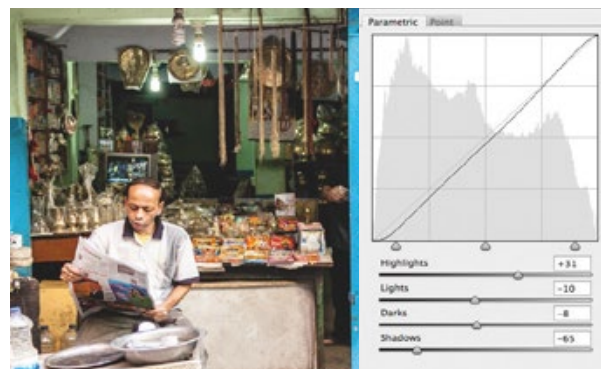 Parametric Point
Highlights +31
Lights -10
Darks -8
Shadows -65